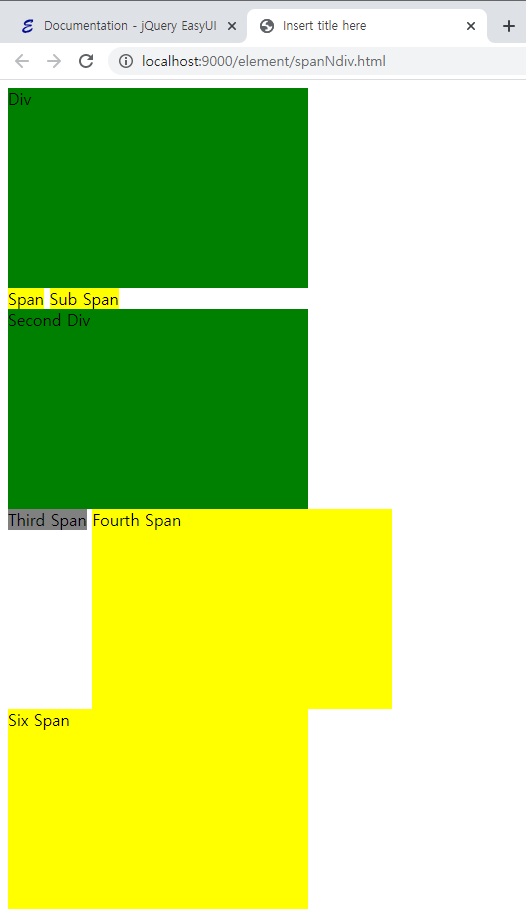 Documentation - jQuery EasyUI
Insert title here
localhost:9000/element/spanNdiv.html
Div
Span Sub Span
Second Div
Third Span Fourth Span
Six Span